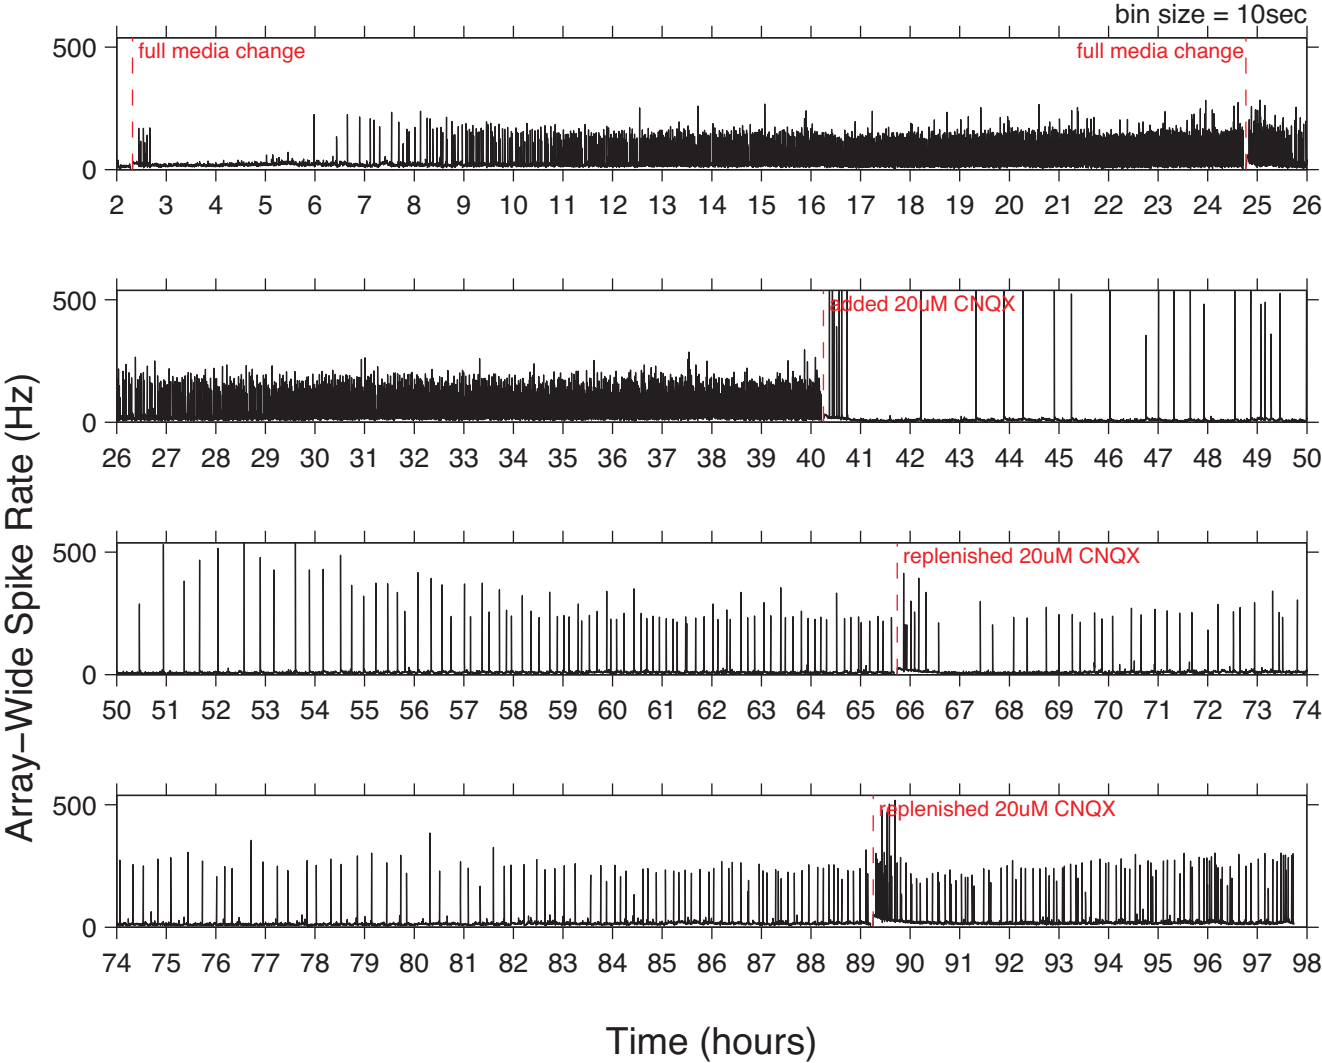 bin size = 10sec
500
full media change
full media change
0
2 3 4 5 6 7 8 9 10 11 12 13 14 15 16 17 18 19 20 21 22 23 24 25 26
500
added 20uM CNQX
0
26 27 28 29 30 31 32 33 34 35 36 37 38 39 40 41 42 43 44 45 46 47 48 49 50
Array−Wide Spike Rate (Hz)
500
replenished 20uM CNQX
0
50 51 52 53 54 55 56 57 58 59 60 61 62 63 64 65 66 67 68 69 70 71 72 73 74
500
replenished 20uM CNQX
0
74 75 76 77 78 79 80 81 82 83 84 85 86 87 88 89 90 91 92 93 94 95 96 97 98
Time (hours)